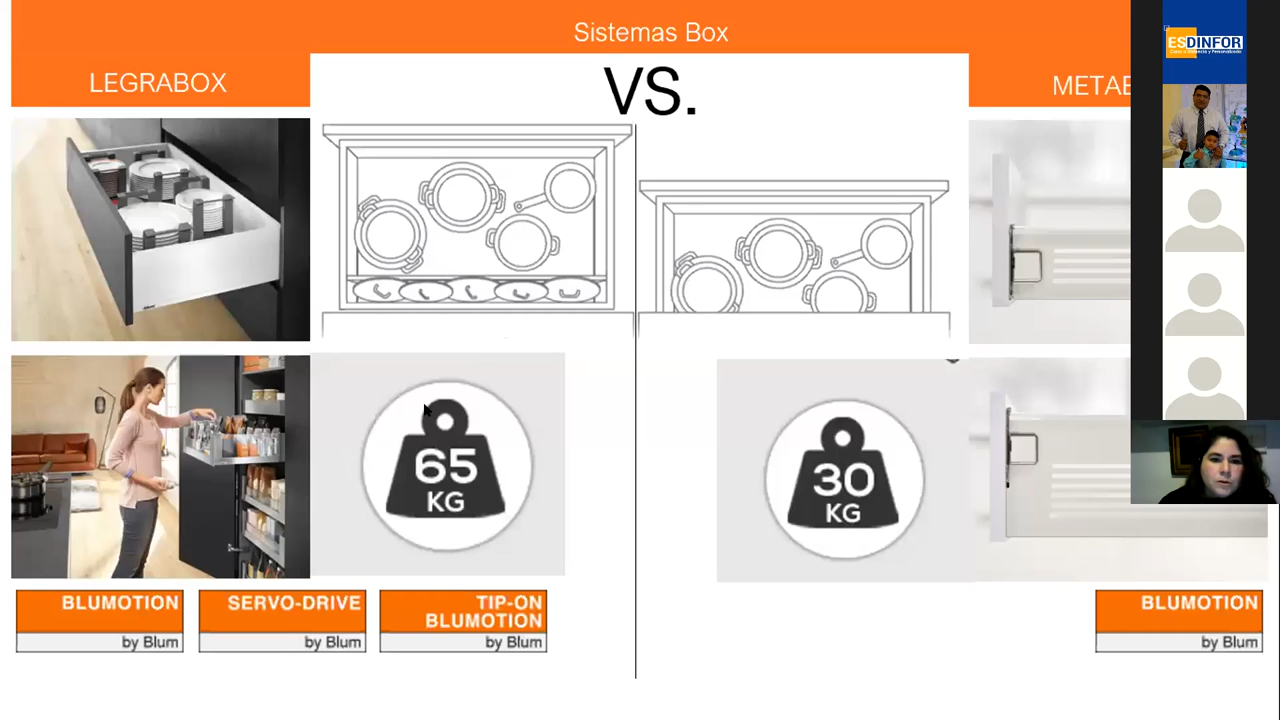 Sistemas Box
LEGRABOX
VS.
METAB
ESDINFOR
65
KG
30
KG
BLUMOTION
by Blum
SERVO-DRIVE
by Blum
TIP-ON
BLUMOTION
by Blum
BLUMOTION
by Blum